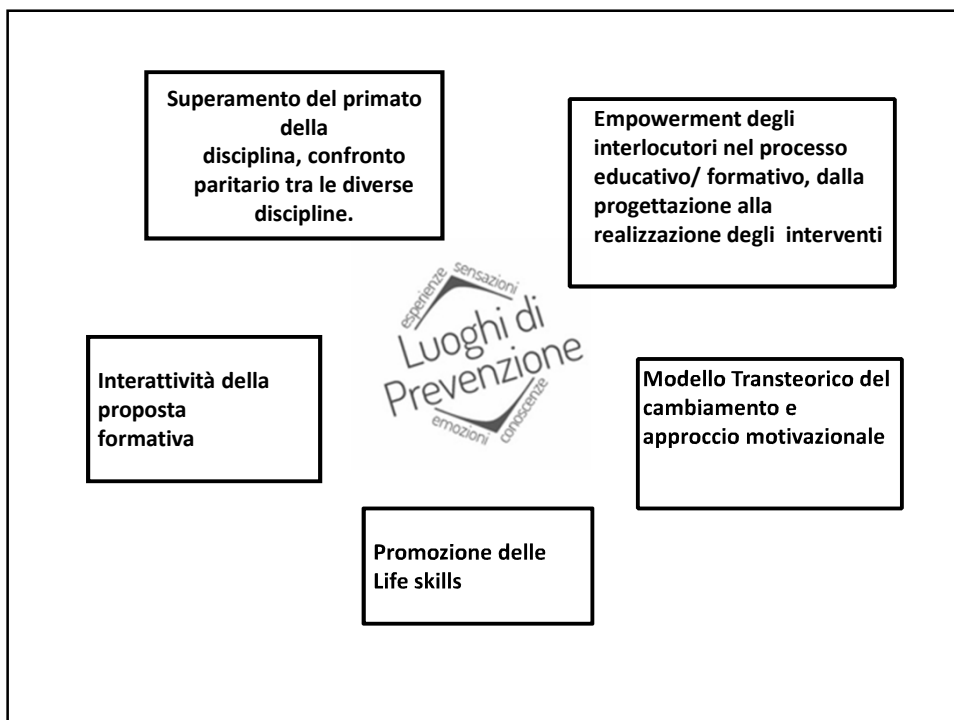 Superamento del primato
della
disciplina, confronto
paritario tra le diverse
discipline.
Empowerment degli
interlocutori nel processo
educativo/ formativo, dalla
progettazione alla
realizzazione degli interventi
esperienze sensazioni
Luoghi di
Prevenzione
emozioni conoscenze
Interattività della
proposta
formativa
Modello Transteorico del
cambiamento e
approccio motivazionale
Promozione delle
Life skills